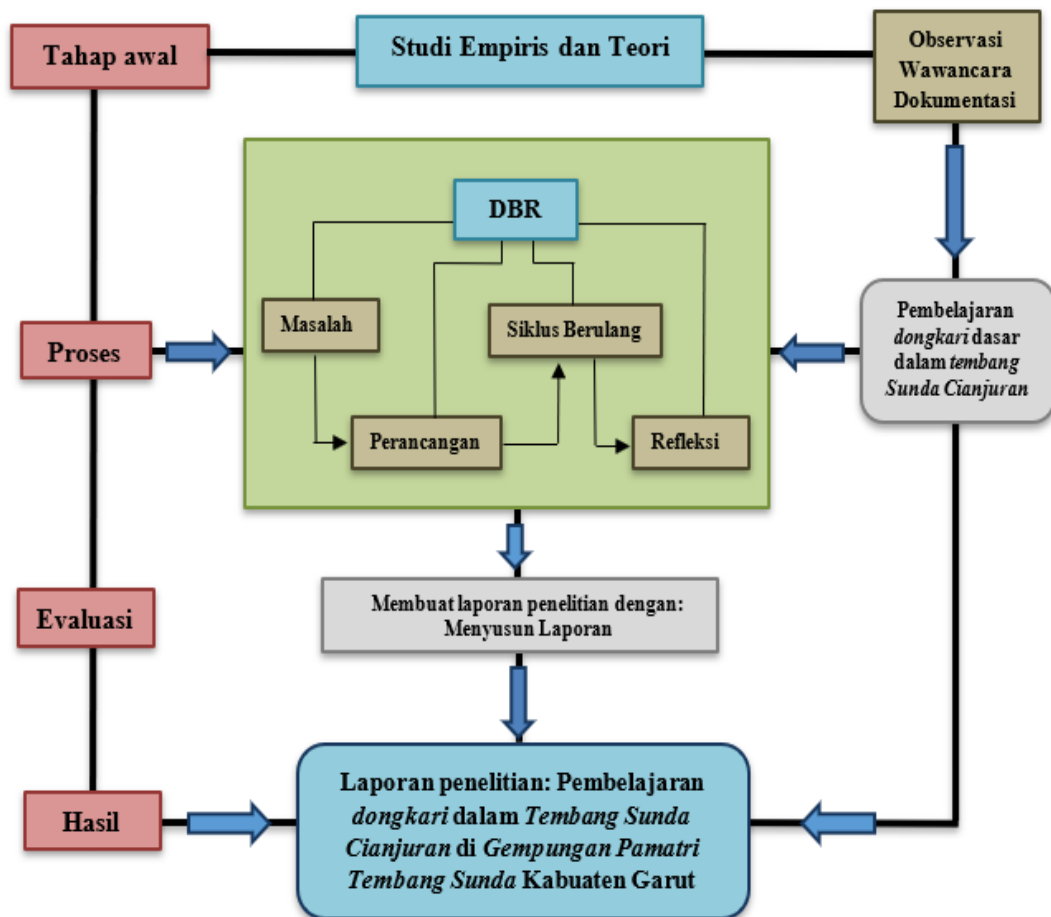 Tahap awal
Studi Empiris dan Teori
Observasi
Wawancara
Dokumentasi
DBR
Masalah
Siklus Berulang
Perancangan
Refleksi
Proses
Pembelajaran
dongkari dasar
dalam tembang
Sunda Cianjuran
Evaluasi
Membuat laporan penelitian dengan:
Menyusun Laporan
Hasil
Laporan penelitian: Pembelajaran
dongkari dalam Tembang Sunda
Cianjuran di Gempungan Pamatri
Tembang Sunda Kabuaten Garut